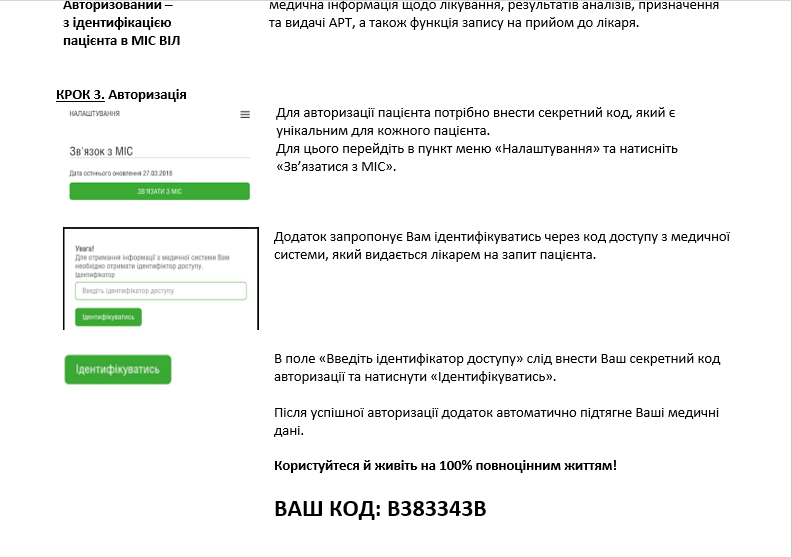 Авторизований –
з ідентифікацією
пацієнта в МІС ВІЛ
медична інформація щодо лікування, результатів аналізів, призначення
та видачі АРТ, а також функція запису на прийом до лікаря.
КРОК 3. Авторизація
НАЛАШТУВАННЯ
Зв'язок з МІС
Дата остнього оновлення 27.03.2018
ЗВ'ЯЗАТИ З МІС
Для авторизації пацієнта потрібно внести секретний код, який є
унікальним для кожного пацієнта.
Для цього перейдіть в пункт меню «Налаштування» та натисніть
«Зв’язатися з МІС».
Увага!
Для отримання інформації з медичної системи Вам
необхідно отримати ідентифіктор доступу.
Ідентифікатор
Введіть ідентифікатор доступу
Ідентифікуватись
Додаток запропонує Вам ідентифікуватись через код доступу з медичної
системи, який видається лікарем на запит пацієнта.
Ідентифікуватись
В поле «Введіть ідентифікатор доступу» слід внести Ваш секретний код
авторизації та натиснути «Ідентифікуватись».
Після успішної авторизації додаток автоматично підтягне Ваші медичні
дані.
Користуйтеся й живіть на 100% повноцінним життям!
ВАШ КОД: B383343B